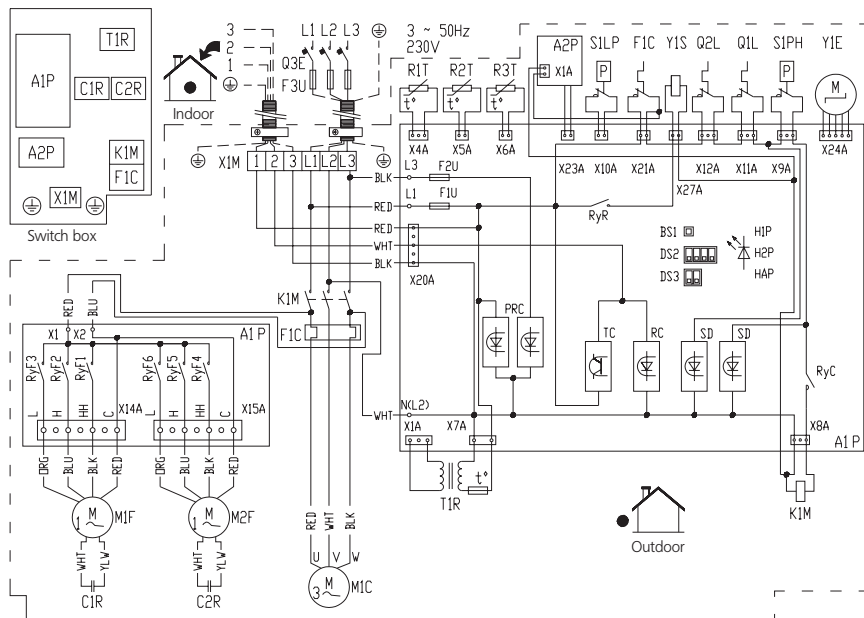 T1R
A1P
C1R
C2R
A2P
K1M
F1C
X1M
Switch box
3
2
1
Indoor
L1 L2 L3
Q3E
F3U
3 ~ 50Hz
230V
X1M
1 2 3 L1 L2 L3
R1T
R2T
R3T
t°
t°
t°
X4A
X5A
X6A
A2P
X1A
S1LP
F1C
Y1S
Q2L
Q1L
S1PH
Y1E
P
P
M
X23A
X10A
X21A
X27A
X12A
X11A
X9A
X24A
BLK
L3
F2U
RED
L1
F1U
RED
WHT
BLK
X20A
RyR
BS1
DS2
DS3
H1P
H2P
HAP
PRC
TC
RC
SD
SD
RyC
K1M
F1C
RED
BLU
X1
X2
A1P
RyF3
RyF2
RyF1
RyF6
RyF5
RyF4
L
H
HH
C
X14A
L
H
HH
C
X15A
ORG
BLU
BLK
RED
ORG
BLU
BLK
RED
M
1
M1F
M
1
M2F
WHT
YLW
WHT
YLW
C1R
C2R
RED
WHT
BLK
U
V
W
M
3
M1C
WHT
N(L2)
X1A
X7A
X8A
A1P
T1R
t°
K1M
Outdoor